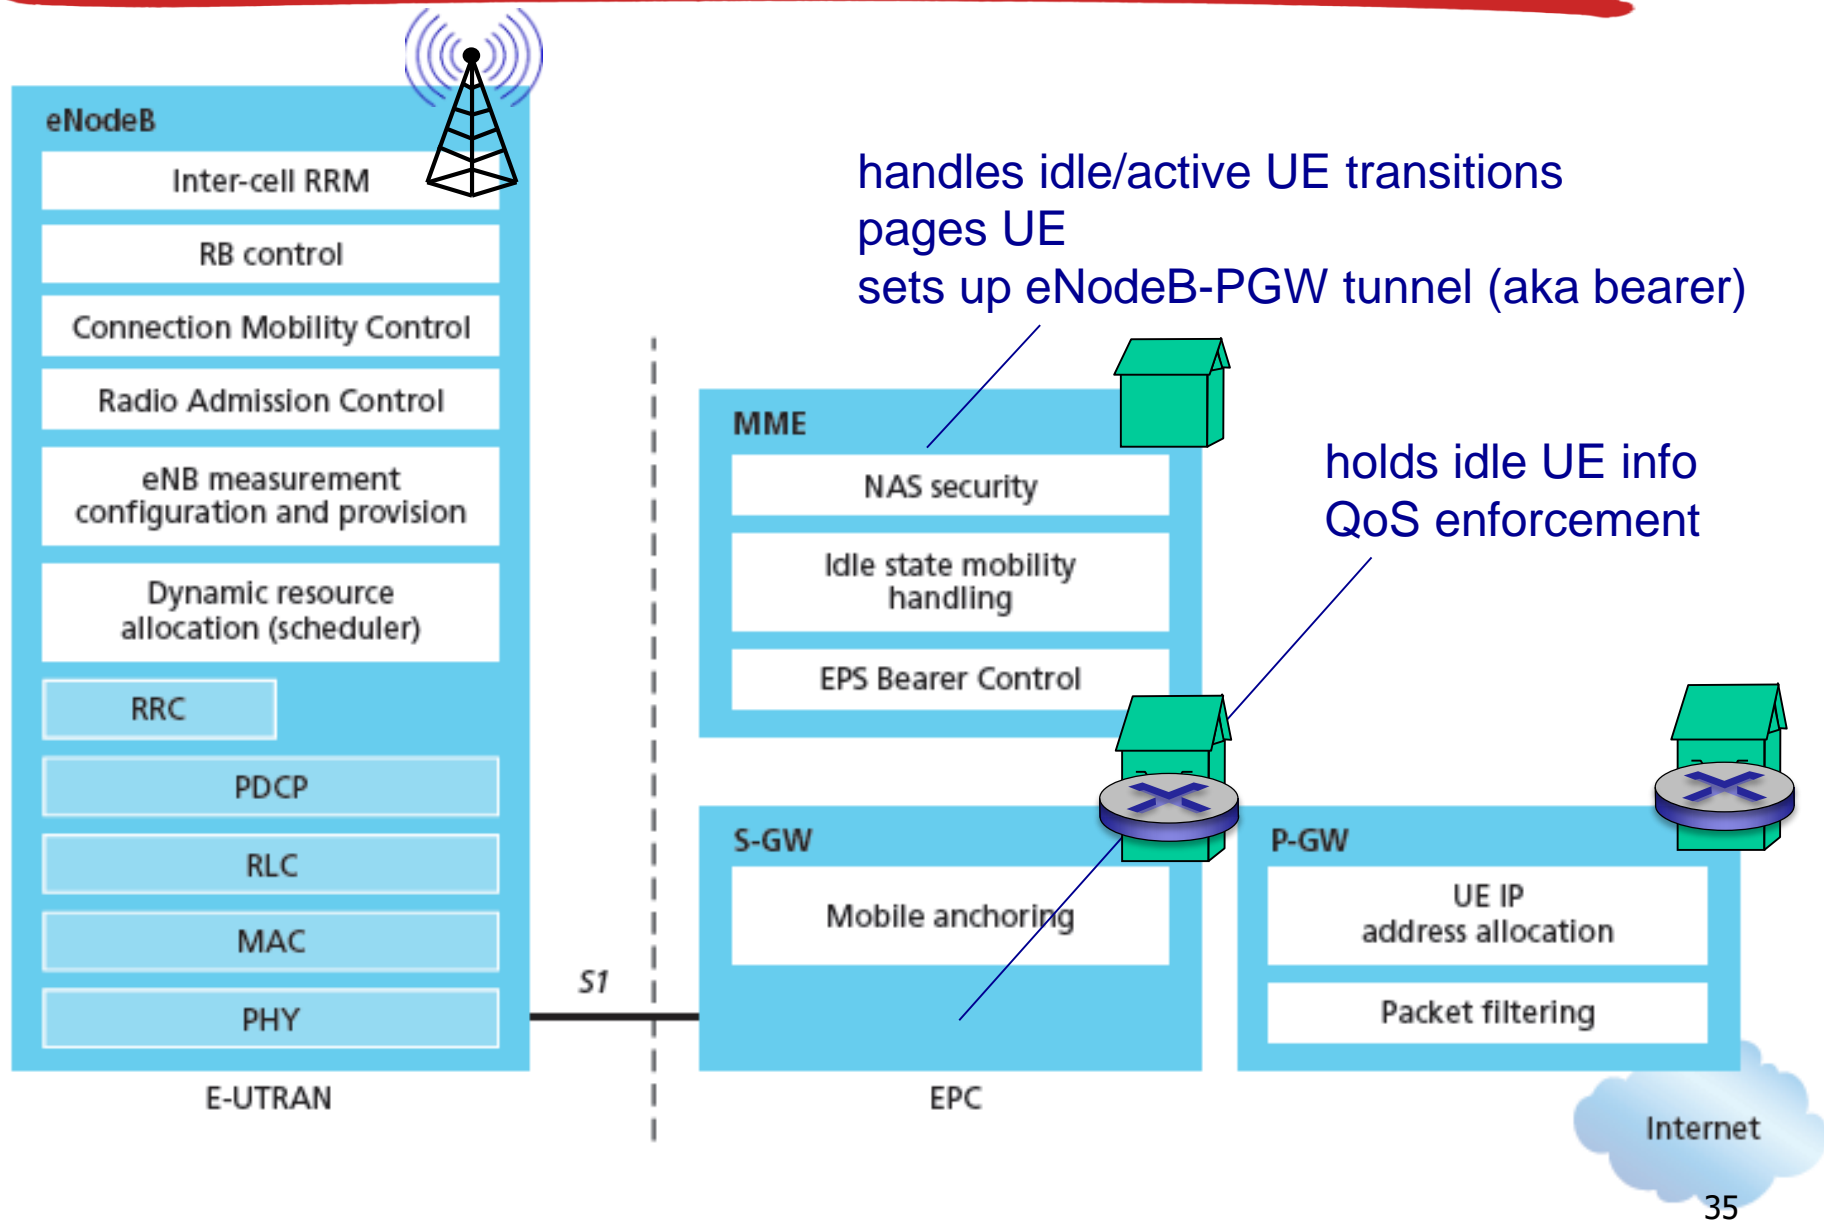 eNodeB
Inter-cell RRM
RB control
Connection Mobility Control
Radio Admission Control
eNB measurement
configuration and provision
Dynamic resource
allocation (scheduler)
RRC
PDCP
RLC
MAC
PHY
E-UTRAN
S1
handles idle/active UE transitions
pages UE
sets up eNodeB-PGW tunnel (aka bearer)
MME
NAS security
Idle state mobility
handling
EPS Bearer Control
holds idle UE info
QoS enforcement
S-GW
Mobile anchoring
EPC
P-GW
UE IP
address allocation
Packet filtering
Internet
35